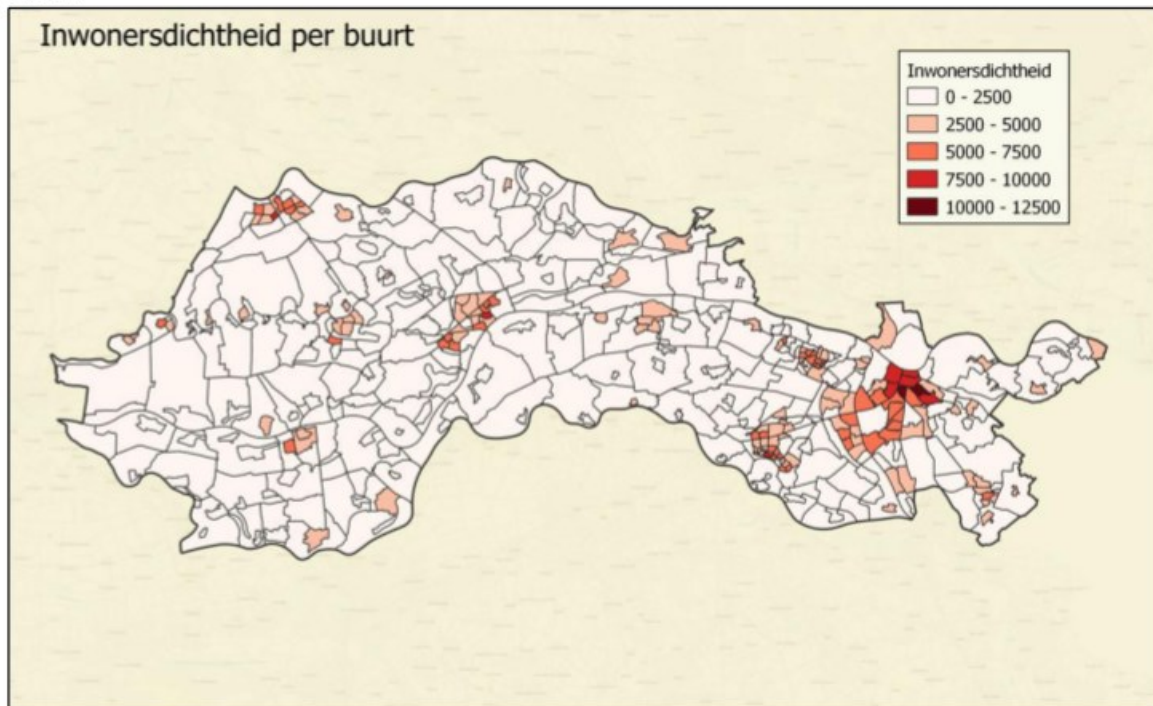 Inwonersdichtheid per buurt
Inwonersdichtheid
0 - 2500
2500 - 5000
5000 - 7500
7500 - 10000
10000 - 12500